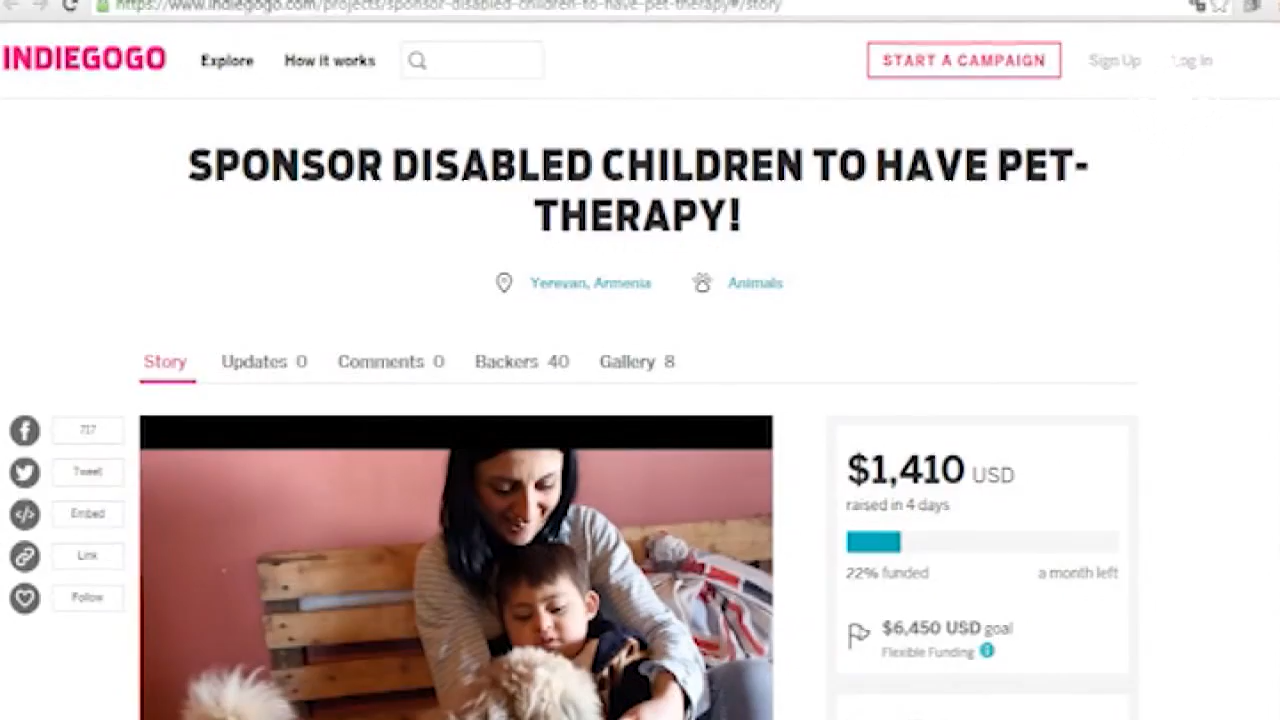 https://www.indiegogo.com/projects/sponsor-disabled-children-to-have-pet-therapy#/story
INDIEGOGO Explore How it works START A CAMPAIGN Sign Up Log In
SPONSOR DISABLED CHILDREN TO HAVE PET-
THERAPY!
Yerevan, Armenia Animals
Story Updates 0 Comments 0 Backers 40 Gallery 8
717
Tweet
Embed
Link
Follow
$1,410 USD
raised in 4 days
22% funded a month left
$6,450 USD goal
Flexible Funding